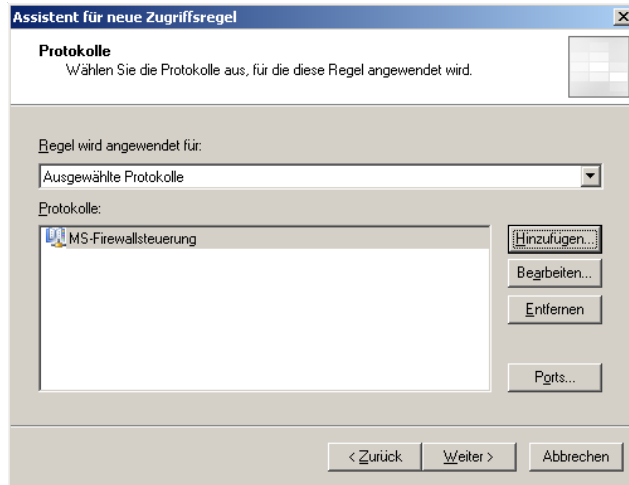 Assistent für neue Zugriffsregel
Protokolle
Wählen Sie die Protokolle aus, für die diese Regel angewendet wird.
Regel wird angewendet für:
Ausgewählte Protokolle
Protokolle:
MS-Firewallsteuerung
Hinzufügen...
Bearbeiten...
Entfernen
Ports...
< Zurück
Weiter >
Abbrechen